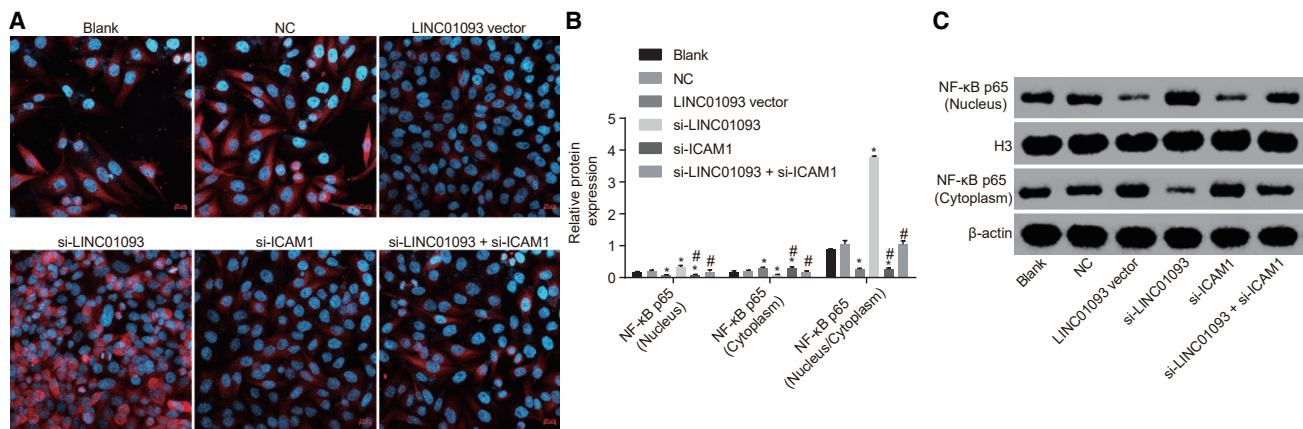 A
Blank
NC
LINC01093 vector
si-LINC01093
si-ICAM1
si-LINC01093 + si-ICAM1
B
Blank
NC
LINC01093 vector
si-LINC01093
si-ICAM1
si-LINC01093 + si-ICAM1
Relative protein
expression
5
4
3
2
1
0
* * # * #
* * # * #
* * # * #
NF-κB p65
(Nucleus)
NF-κB p65
(Cytoplasm)
NF-κB p65
(Nucleus/Cytoplasm)
C
NF-κB p65
(Nucleus)
H3
NF-κB p65
(Cytoplasm)
β-actin
Blank
NC
LINC01093 vector
si-LINC01093
si-ICAM1
si-LINC01093 + si-ICAM1